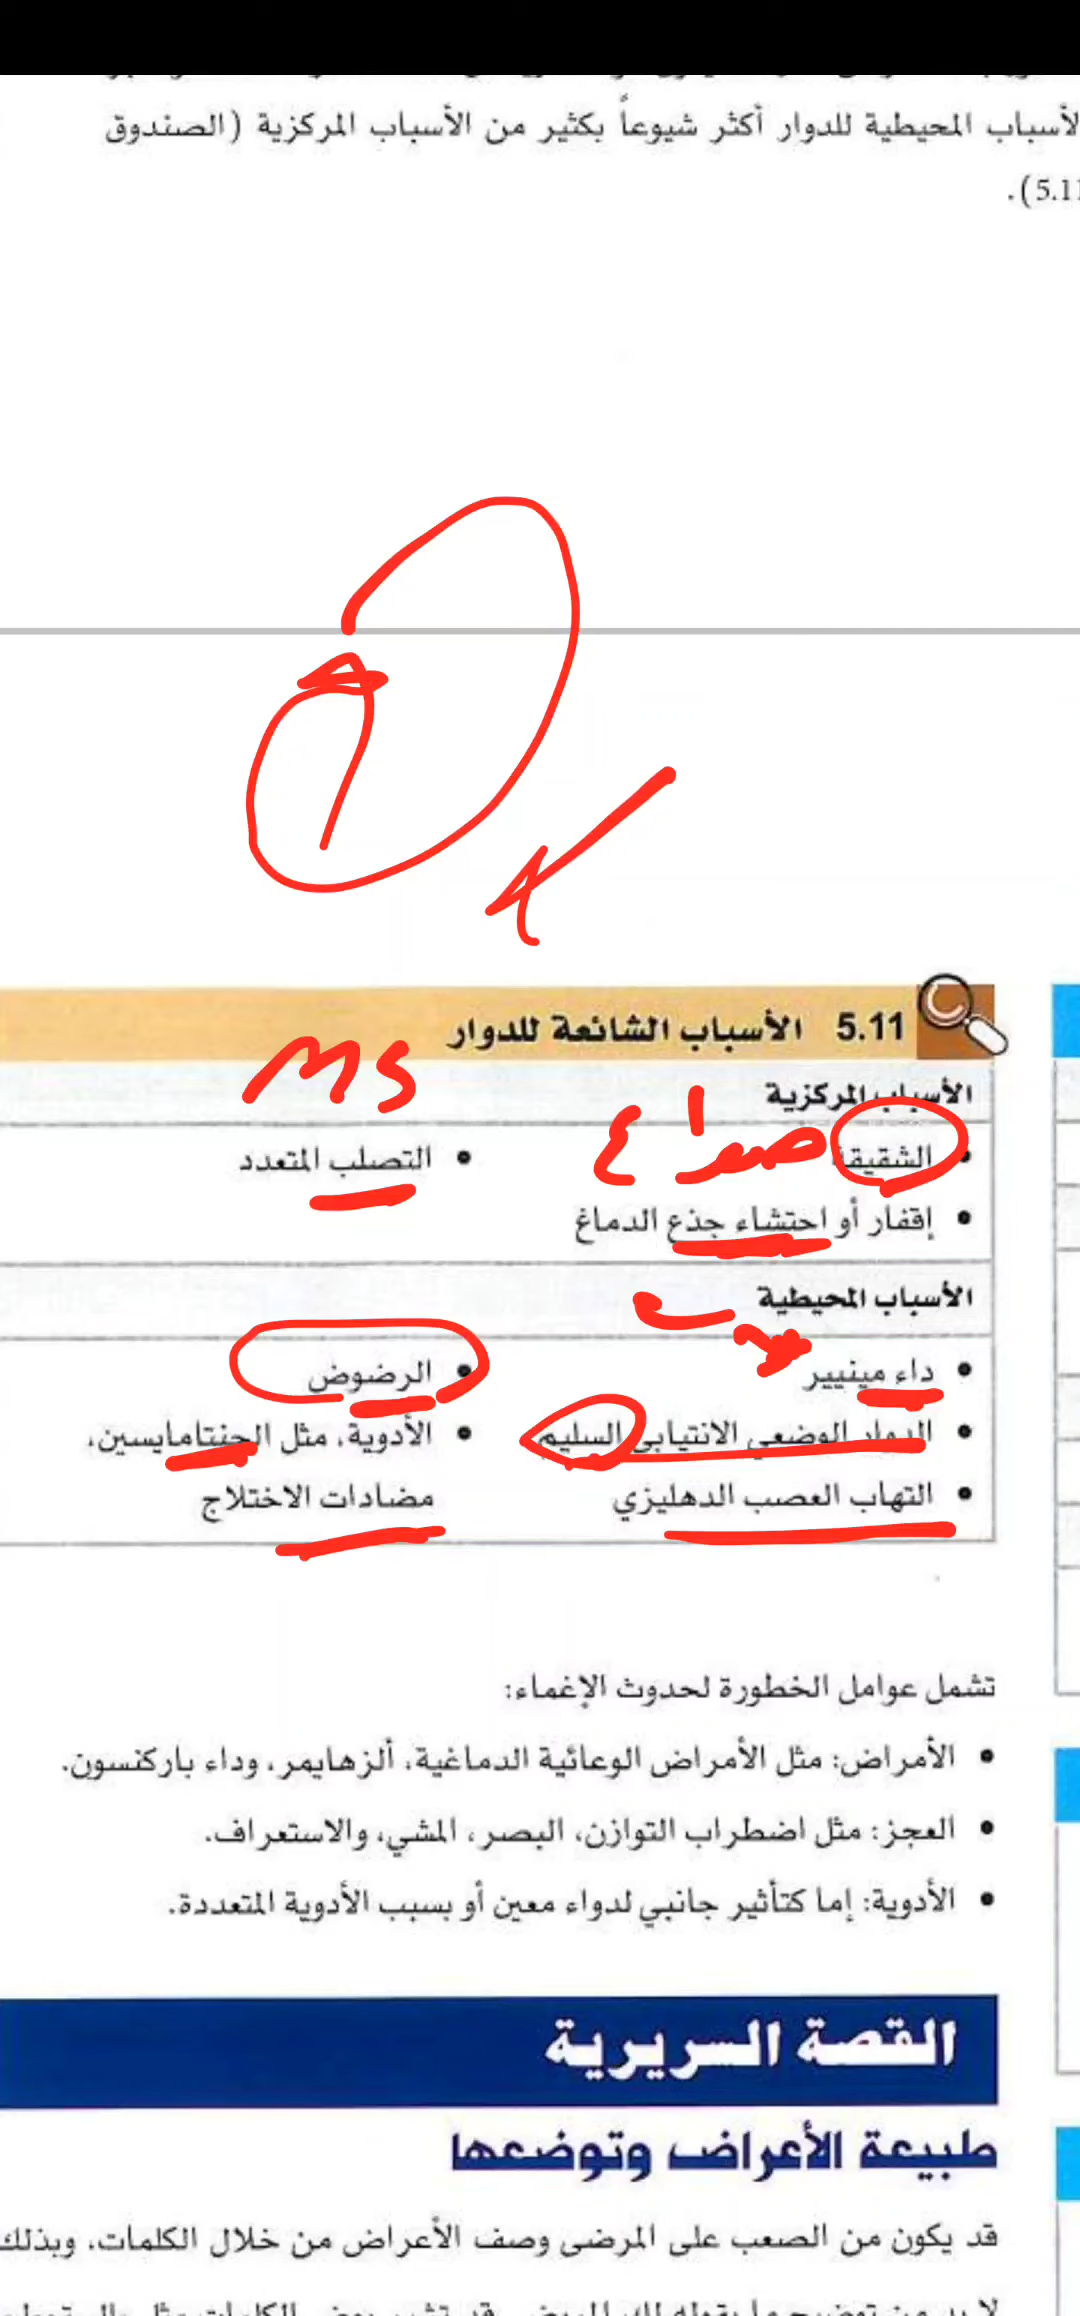 الأسباب المحيطية للدوار أكثر شيوعاً بكثير من الأسباب المركزية (الصندوق
5.11).
5.11 الأسباب الشائعة للدوار
MS
الأسباب المركزية
• الشقيقة
صداع
• التصلب المتعدد
• إقفار أو احتشاء جذع الدماغ
الأسباب المحيطية
• داء مينيير
• الرضوض
• الدوار الوضعي الانتيابي السليم
• الأدوية، مثل الجنتامايسين،
• التهاب العصب الدهليزي
مضادات الاختلاج
تشمل عوامل الخطورة لحدوث الإغماء:
• الأمراض: مثل الأمراض الوعائية الدماغية، ألزهايمر، وداء باركنسون.
• العجز: مثل اضطراب التوازن، البصر، المشي، والاستعراف.
• الأدوية: إما كتأثير جانبي لدواء معين أو بسبب الأدوية المتعددة.
القصة السريرية
طبيعة الأعراض وتوضعها
قد يكون من الصعب على المرضى وصف الأعراض من خلال الكلمات، وبذلك